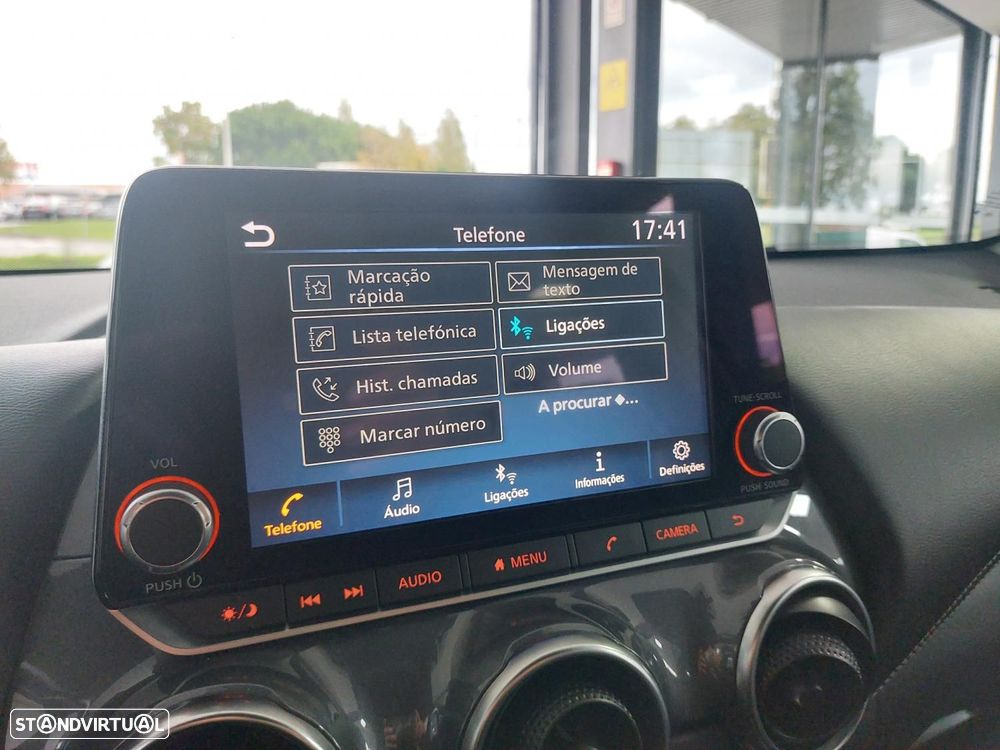 Telefone
17:41
Marcação
rápida
Mensagem de
texto
Lista telefónica
Ligações
Hist. chamadas
Volume
Marcar número
A procurar ◆...
Telefone
Áudio
Ligações
Informações
Definições
VOL
PUSH
TUNE·SCROLL
PUSH SOUND
AUDIO
MENU
CAMERA
STANDVIRTUAL